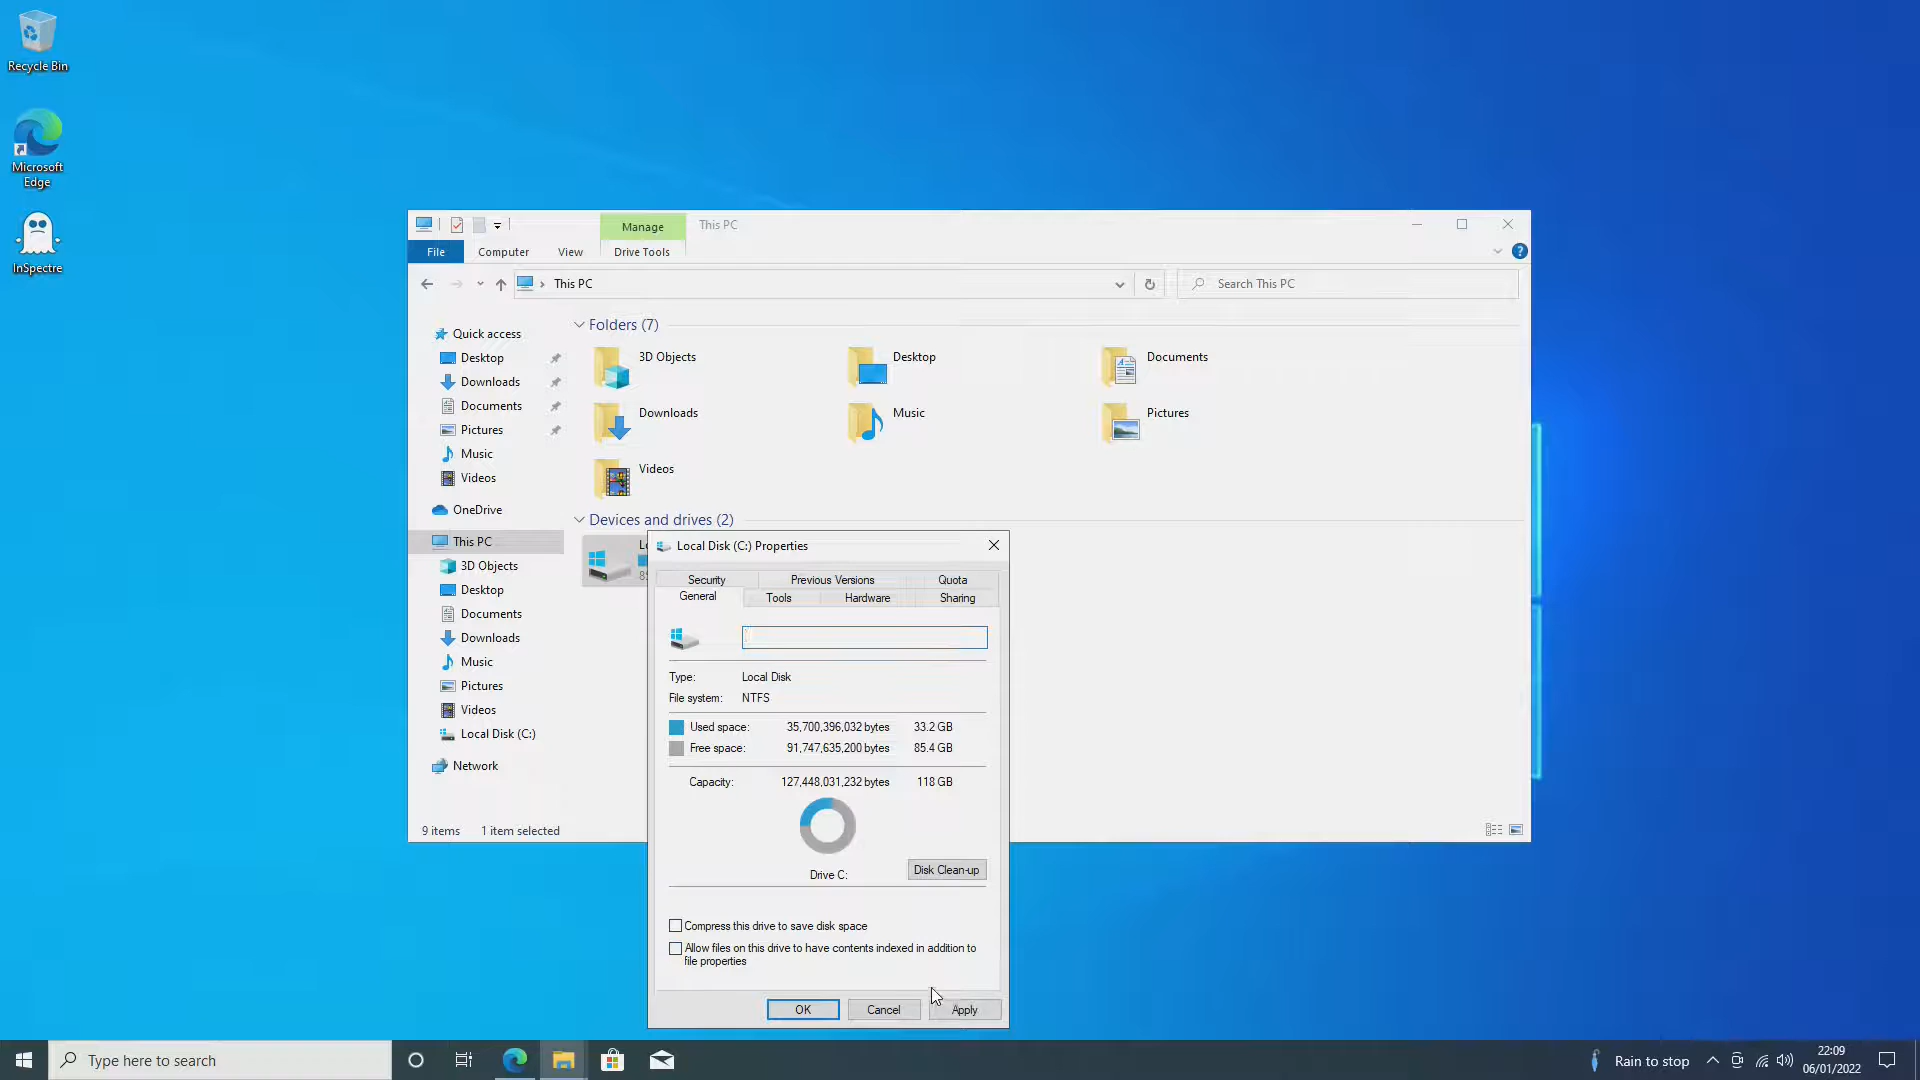 Recycle Bin
Microsoft
Edge
InSpectre
Manage
This PC
File
Computer
View
Drive Tools
This PC
Search This PC
Quick access
Desktop
Downloads
Documents
Pictures
Music
Videos
OneDrive
This PC
3D Objects
Desktop
Documents
Downloads
Music
Pictures
Videos
Local Disk (C:)
Network
Folders (7)
3D Objects
Desktop
Documents
Downloads
Music
Pictures
Videos
Devices and drives (2)
9 items
1 item selected
Local Disk (C:) Properties
Security
Previous Versions
Quota
General
Tools
Hardware
Sharing
Type: Local Disk
File system: NTFS
Used space: 35,700,396,032 bytes 33.2 GB
Free space: 91,747,635,200 bytes 85.4 GB
Capacity: 127,448,031,232 bytes 118 GB
Drive C:
Disk Clean-up
Compress this drive to save disk space
Allow files on this drive to have contents indexed in addition to
file properties
OK
Cancel
Apply
Type here to search
Rain to stop
22:09
06/01/2022